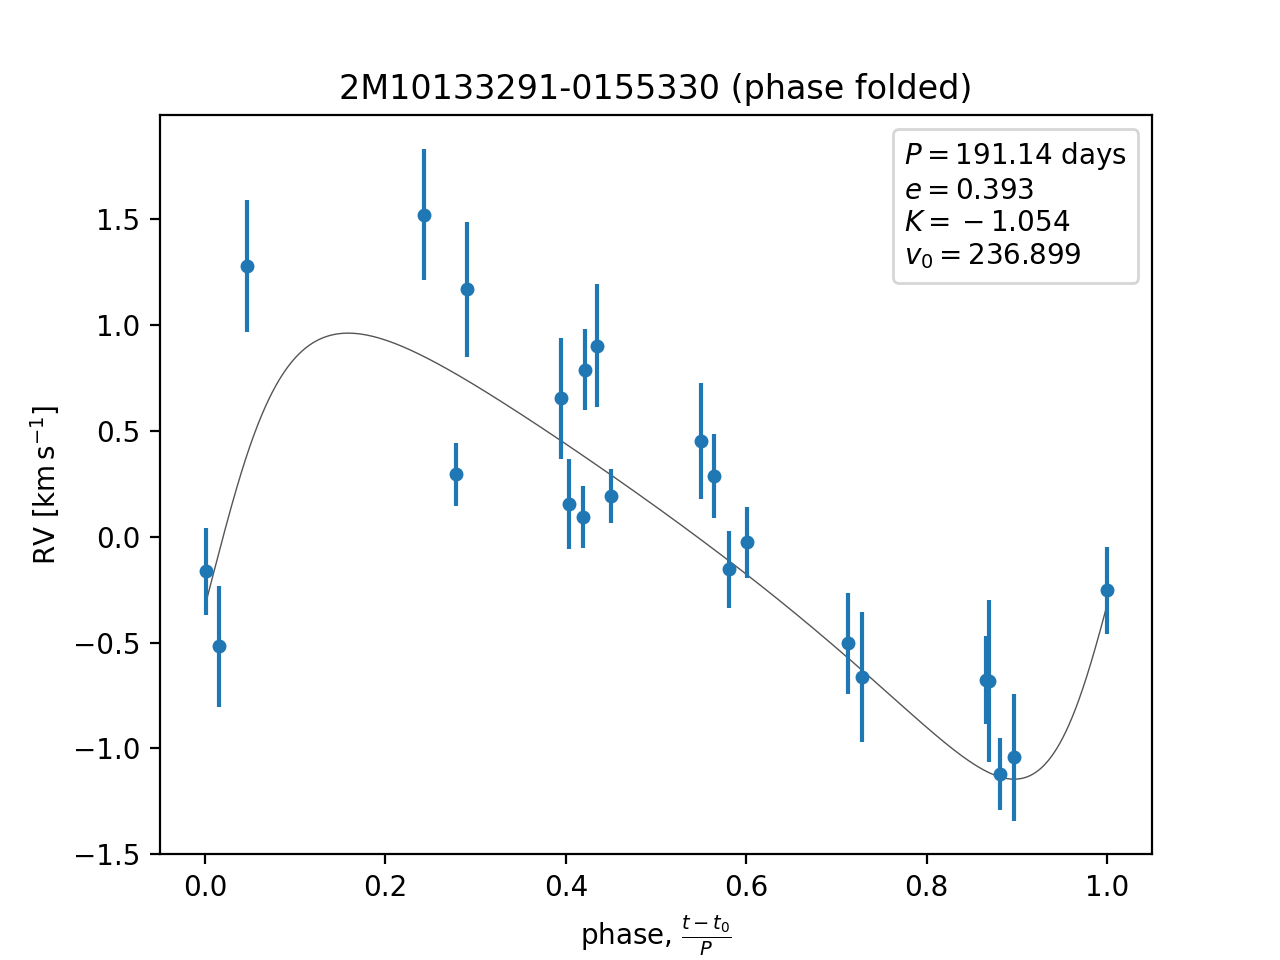 2M10133291-0155330 (phase folded)
P = 191.14 days
e = 0.393
K = −1.054
v₀ = 236.899
RV [km s⁻¹]
1.5
1.0
0.5
0.0
−0.5
−1.0
−1.5
0.0 0.2 0.4 0.6 0.8 1.0
phase, (t − t₀)/P